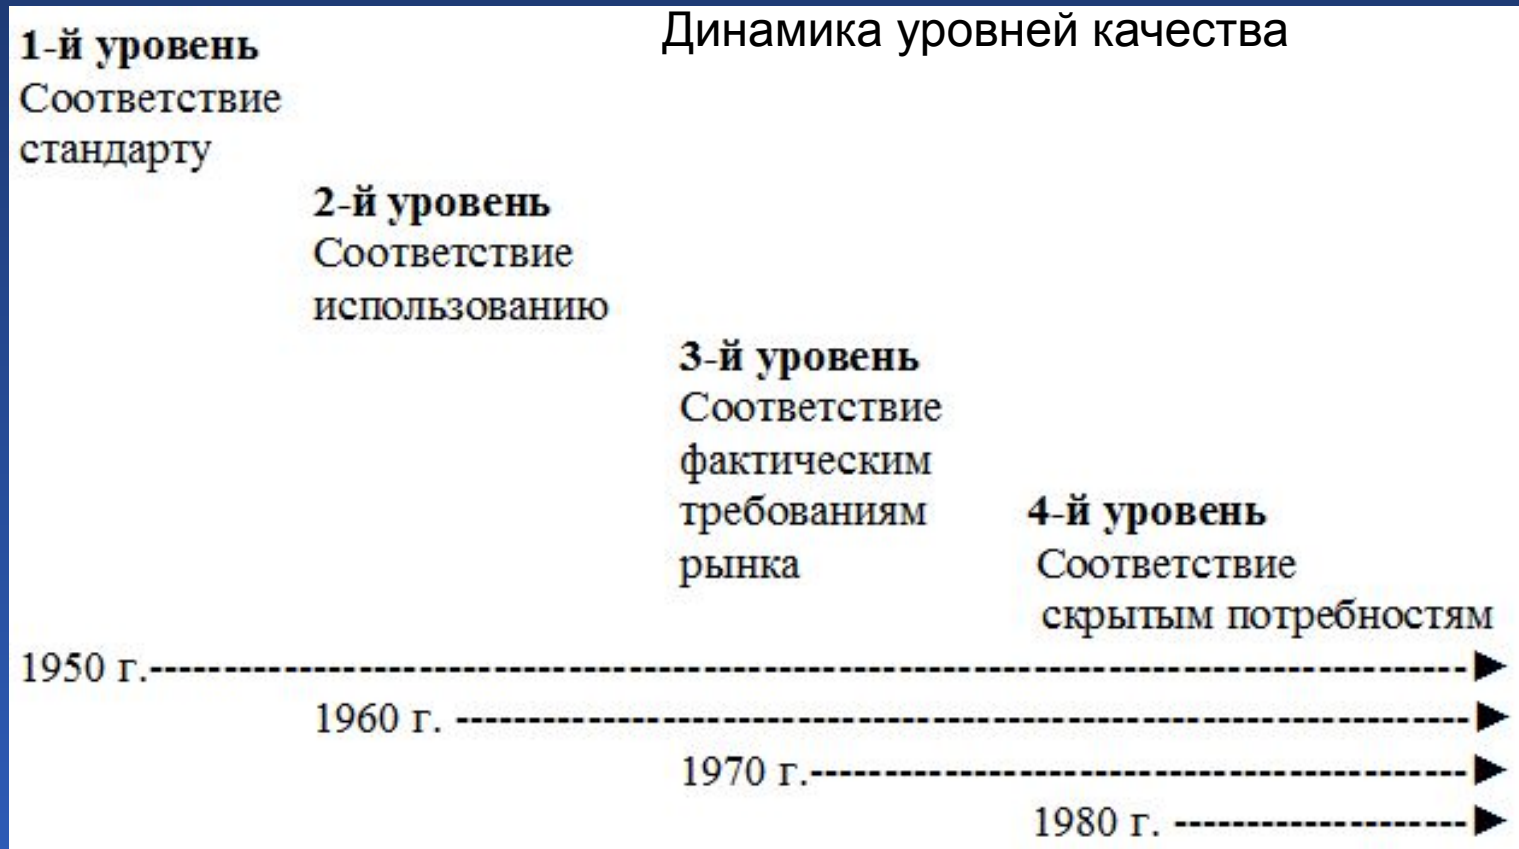 Динамика уровней качества
1-й уровень
Соответствие
стандарту
2-й уровень
Соответствие
использованию
3-й уровень
Соответствие
фактическим
требованиям
рынка
4-й уровень
Соответствие
скрытым потребностям
1950 г.
1960 г.
1970 г.
1980 г.